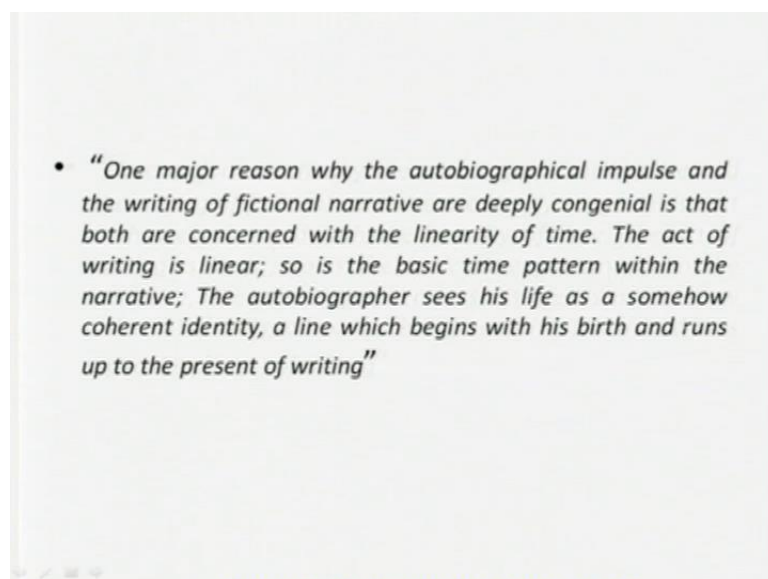 • “One major reason why the autobiographical impulse and
the writing of fictional narrative are deeply congenial is that
both are concerned with the linearity of time. The act of
writing is linear; so is the basic time pattern within the
narrative; The autobiographer sees his life as a somehow
coherent identity, a line which begins with his birth and runs
up to the present of writing”